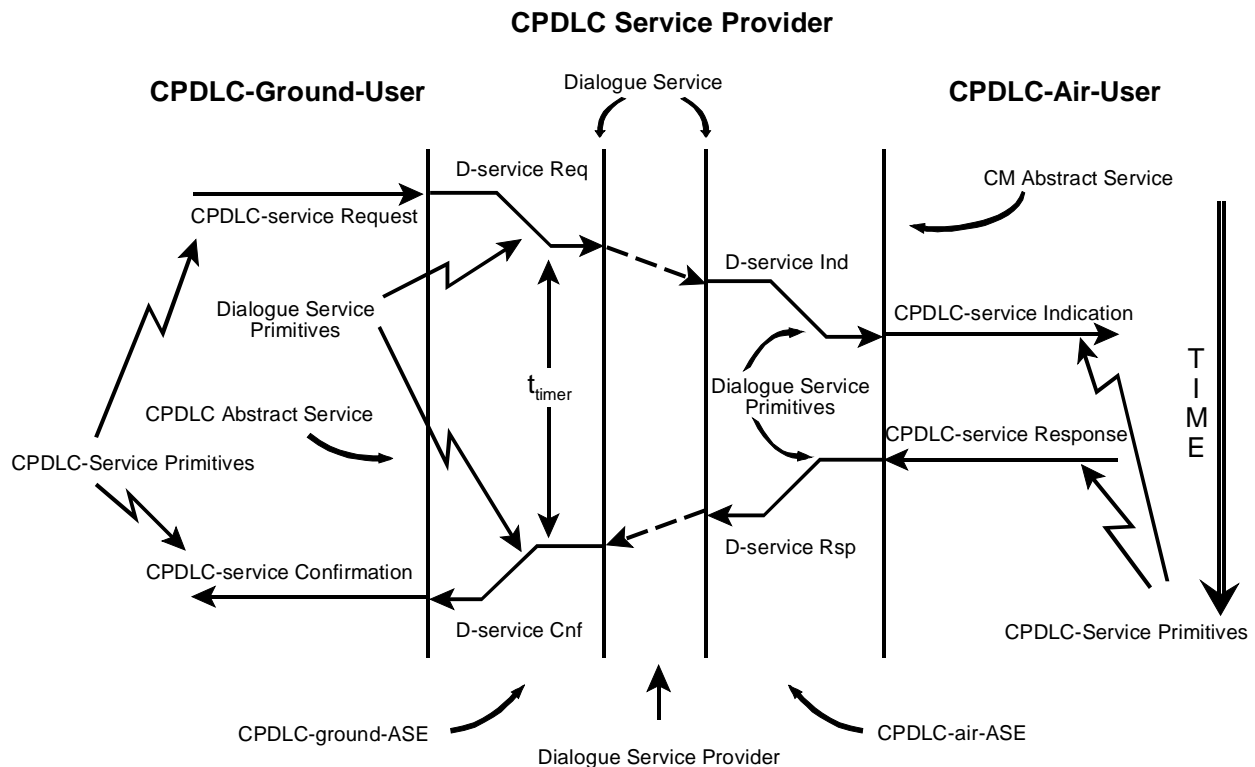 CPDLC Service Provider
CPDLC-Ground-User
Dialogue Service
CPDLC-Air-User
D-service Req
CM Abstract Service
CPDLC-service Request
D-service Ind
Dialogue Service
Primitives
CPDLC-service Indication
TIME
t_timer
Dialogue Service
Primitives
CPDLC Abstract Service
CPDLC-service Response
CPDLC-Service Primitives
D-service Rsp
CPDLC-service Confirmation
D-service Cnf
CPDLC-Service Primitives
CPDLC-ground-ASE
CPDLC-air-ASE
Dialogue Service Provider